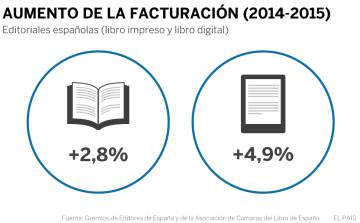 AUMENTO DE LA FACTURACIÓN (2014-2015)
Editoriales españolas (libro impreso y libro digital)
+2,8%
+4,9%
Fuente: Gremios de Editores de España y de la Asociación de Cámaras del Libro de España.
EL PAÍS